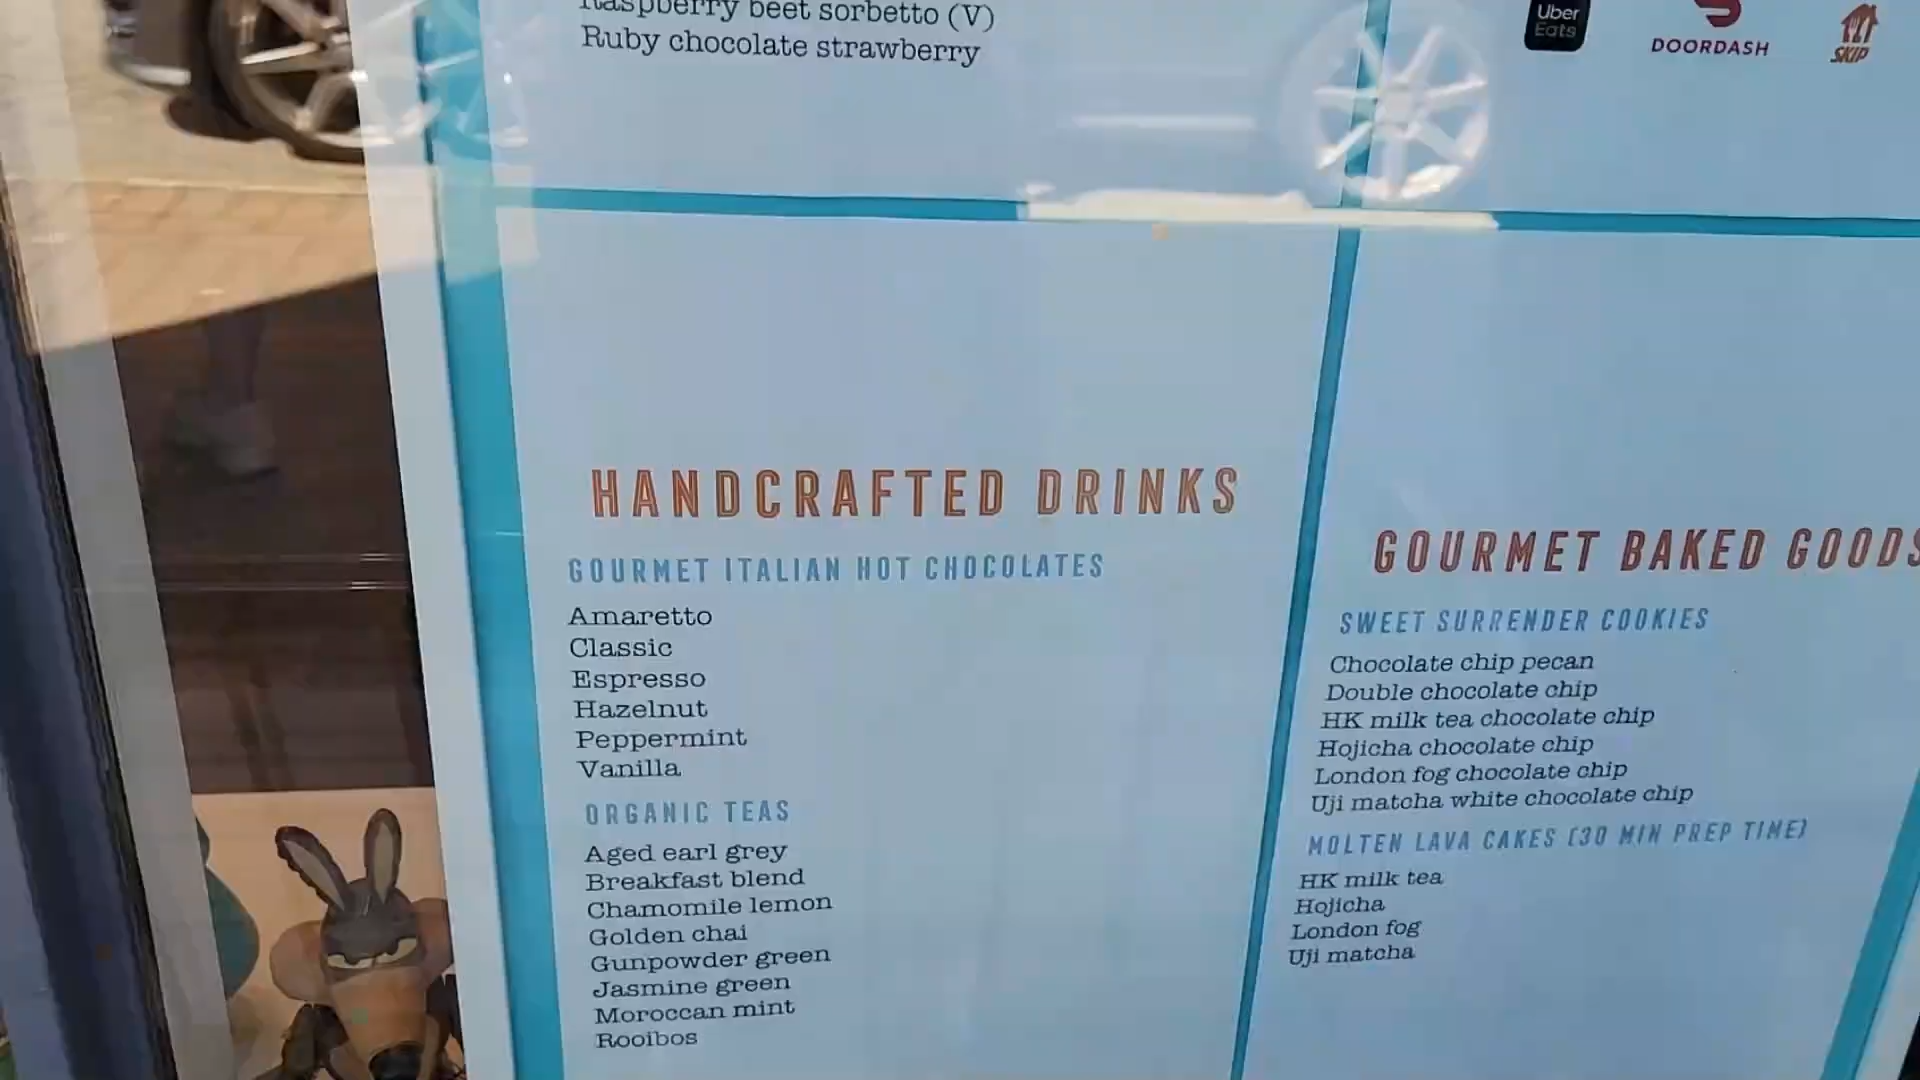 Raspberry beet sorbetto (V)
Ruby chocolate strawberry
Uber
Eats
DOORDASH
SKIP
HANDCRAFTED DRINKS
GOURMET ITALIAN HOT CHOCOLATES
Amaretto
Classic
Espresso
Hazelnut
Peppermint
Vanilla
ORGANIC TEAS
Aged earl grey
Breakfast blend
Chamomile lemon
Golden chai
Gunpowder green
Jasmine green
Moroccan mint
Rooibos
GOURMET BAKED GOODS
SWEET SURRENDER COOKIES
Chocolate chip pecan
Double chocolate chip
HK milk tea chocolate chip
Hojicha chocolate chip
London fog chocolate chip
Uji matcha white chocolate chip
MOLTEN LAVA CAKES (30 MIN PREP TIME)
HK milk tea
Hojicha
London fog
Uji matcha